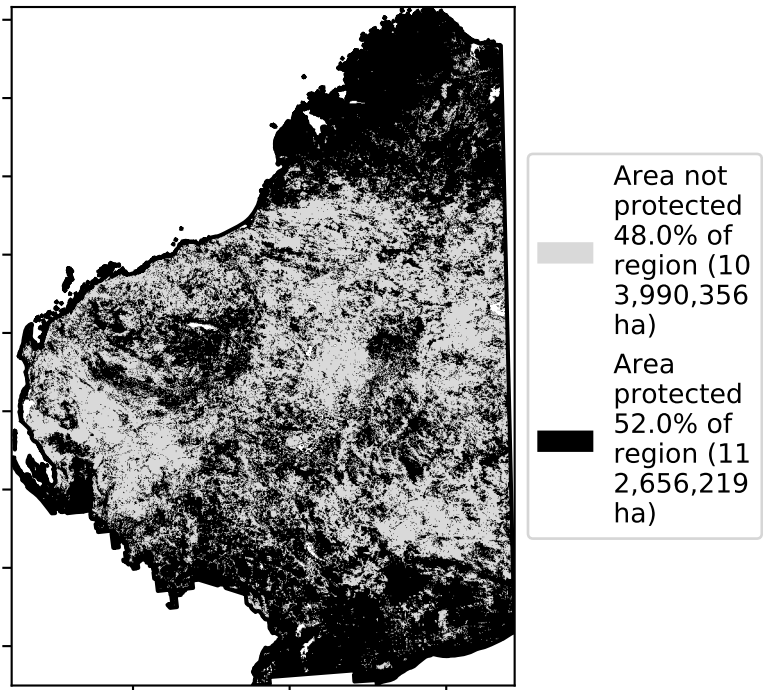 Area not
protected
48.0% of
region (10
3,990,356
ha)
Area
protected
52.0% of
region (11
2,656,219
ha)